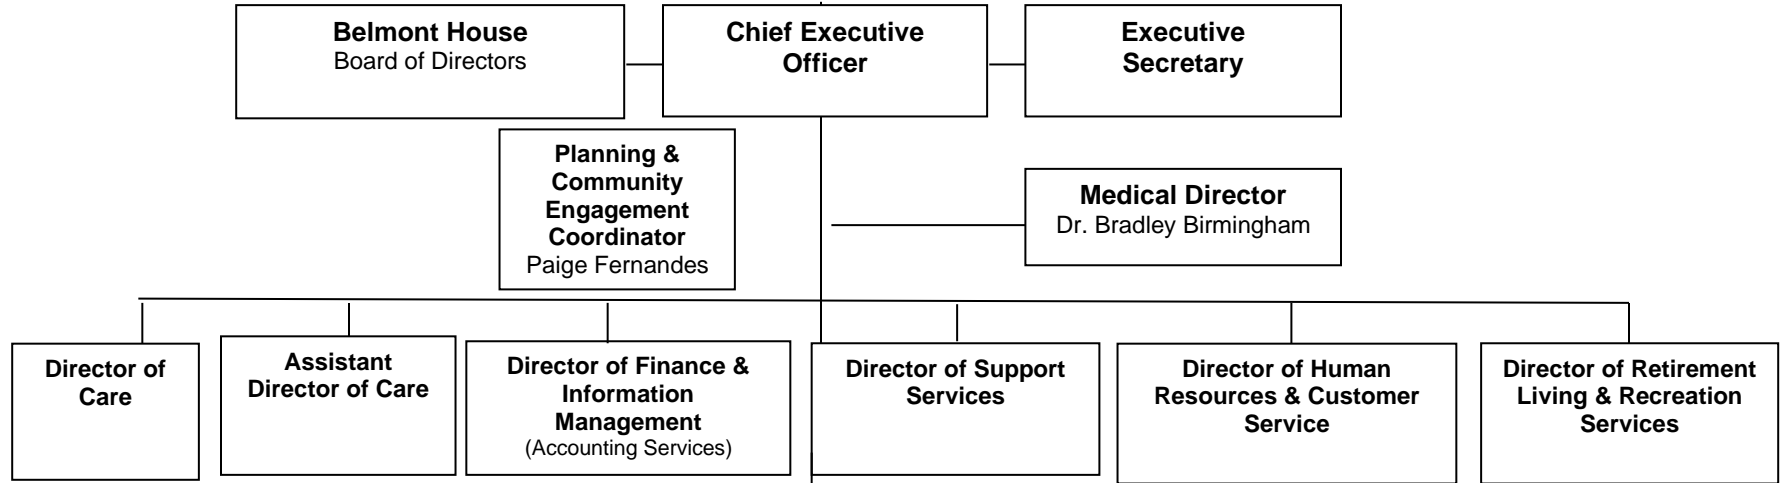 Belmont House
Board of Directors
Chief Executive
Officer
Executive
Secretary
Planning &
Community
Engagement
Coordinator
Paige Fernandes
Medical Director
Dr. Bradley Birmingham
Director of
Care
Assistant
Director of Care
Director of Finance &
Information
Management
(Accounting Services)
Director of Support
Services
Director of Human
Resources & Customer
Service
Director of Retirement
Living & Recreation
Services